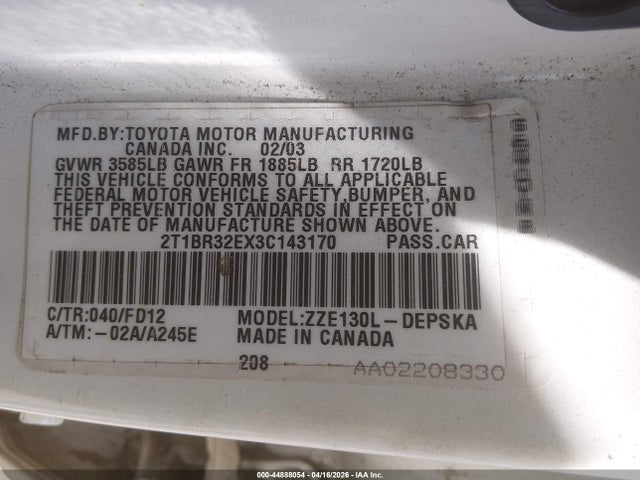 MFD.BY:TOYOTA MOTOR MANUFACTURING
CANADA INC. 02/03
GVWR 3585LB GAWR FR 1885LB RR 1720LB
THIS VEHICLE CONFORMS TO ALL APPLICABLE
FEDERAL MOTOR VEHICLE SAFETY,BUMPER, AND
THEFT PREVENTION STANDARDS IN EFFECT ON
THE DATE OF MANUFACTURE SHOWN ABOVE.
2T1BR32EX3C143170 PASS.CAR
C/TR:040/FD12 MODEL:ZZE130L-DEPSKA
A/TM:-02A/A245E MADE IN CANADA
208 AA02208330
000-44888054 | 04/16/2026 | IAA Inc.